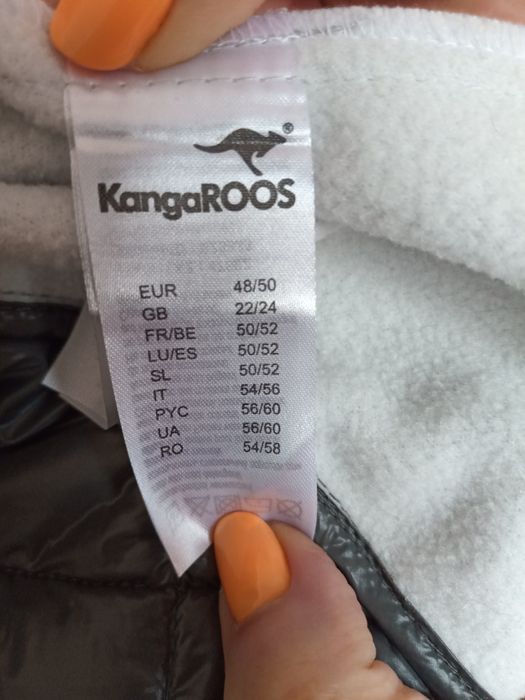 ®
KangaROOS
EUR 48/50
GB 22/24
FR/BE 50/52
LU/ES 50/52
SL 50/52
IT 54/56
PYC 56/60
UA 56/60
RO 54/58